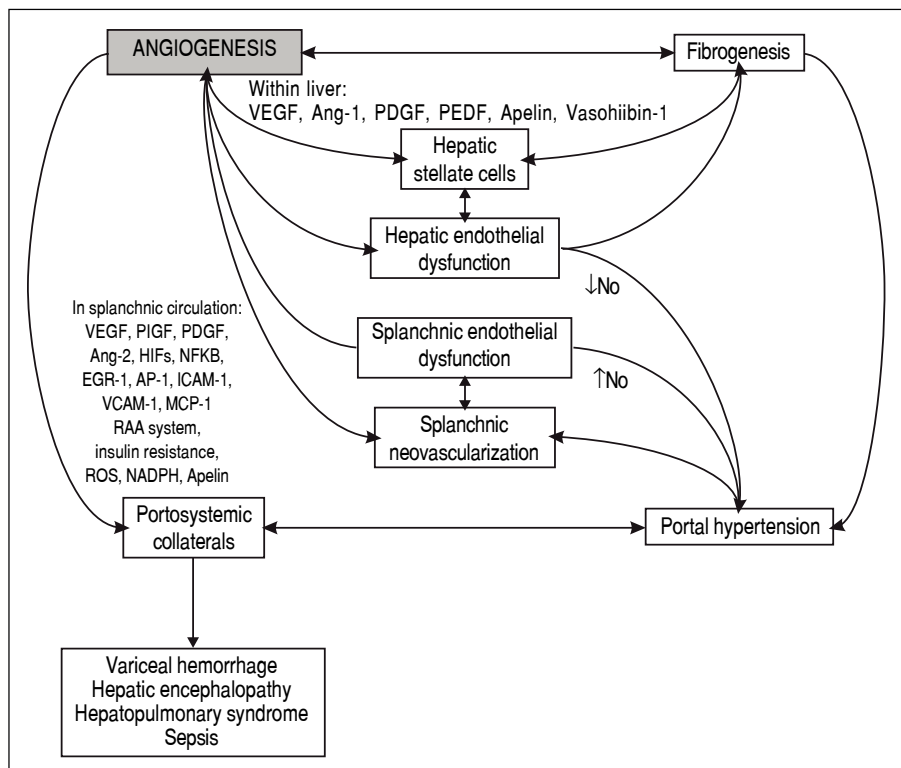 ANGIOGENESIS
Fibrogenesis
Within liver:
VEGF, Ang-1, PDGF, PEDF, Apelin, Vasohiibin-1
Hepatic
stellate cells
Hepatic endothelial
dysfunction
↓No
In splanchnic circulation:
VEGF, PIGF, PDGF,
Ang-2, HIFs, NFKB,
EGR-1, AP-1, ICAM-1,
VCAM-1, MCP-1
RAA system,
insulin resistance,
ROS, NADPH, Apelin
Splanchnic endothelial
dysfunction
↑No
Splanchnic
neovascularization
Portosystemic
collaterals
Portal hypertension
Variceal hemorrhage
Hepatic encephalopathy
Hepatopulmonary syndrome
Sepsis